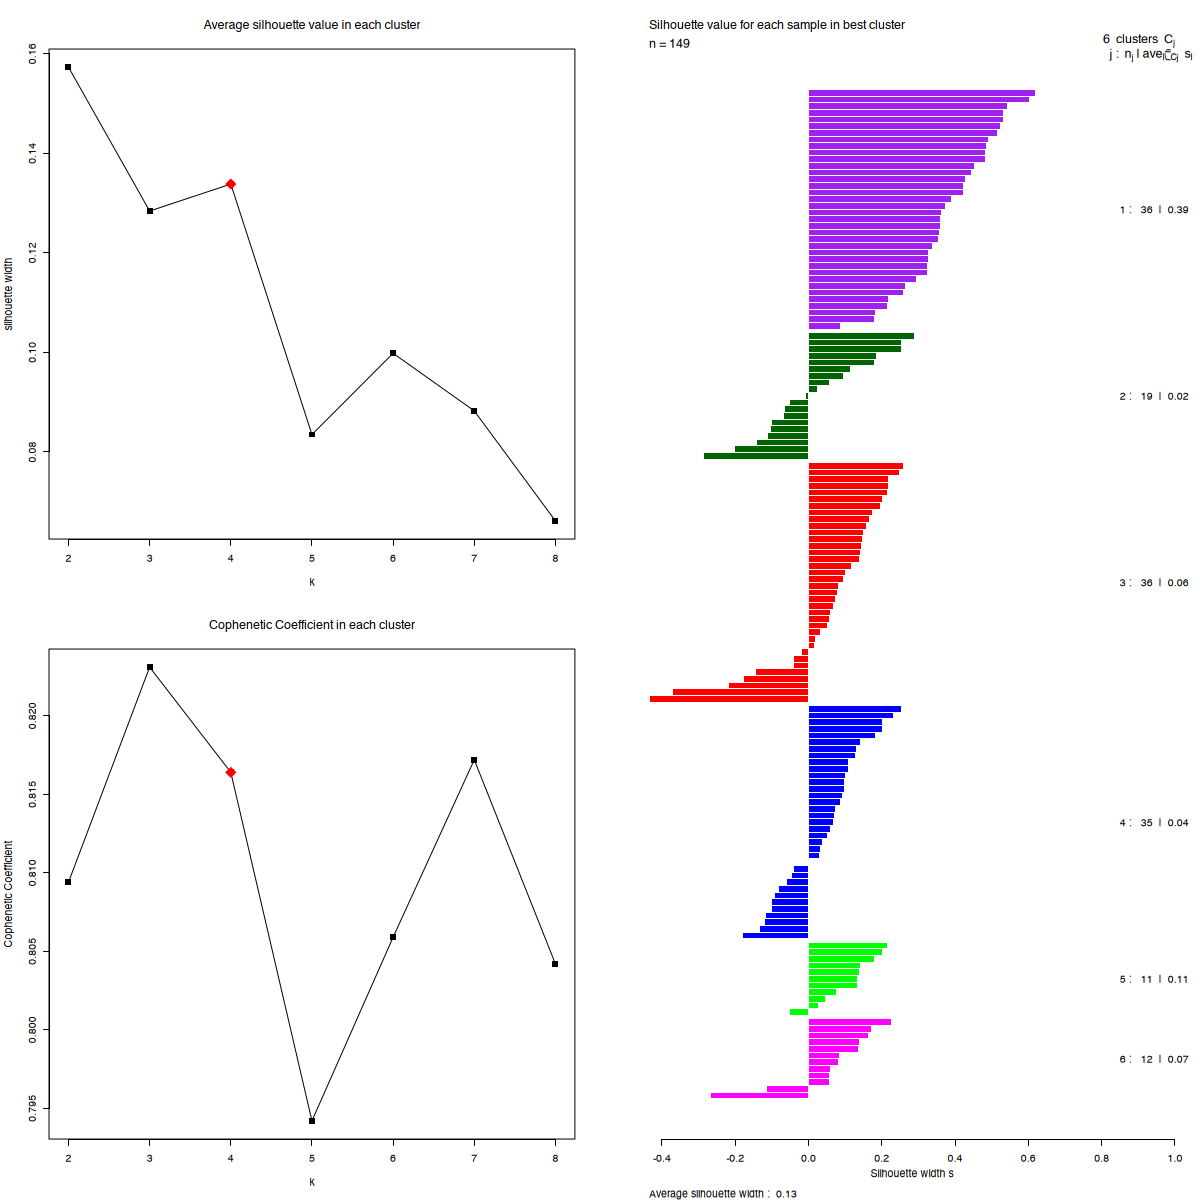 Average silhouette value in each cluster
silhouette width
0.16
0.14
0.12
0.10
0.08
2 3 4 5 6 7 8
k
Cophenetic Coefficient in each cluster
Cophenetic Coefficient
0.820
0.815
0.810
0.805
0.800
0.795
2 3 4 5 6 7 8
k
Silhouette value for each sample in best cluster
n = 149
6 clusters Cj
j : nj | avei∈Cj si
1 : 36 | 0.39
2 : 19 | 0.02
3 : 36 | 0.06
4 : 35 | 0.04
5 : 11 | 0.11
6 : 12 | 0.07
-0.4 -0.2 0.0 0.2 0.4 0.6 0.8 1.0
Silhouette width s
Average silhouette width : 0.13